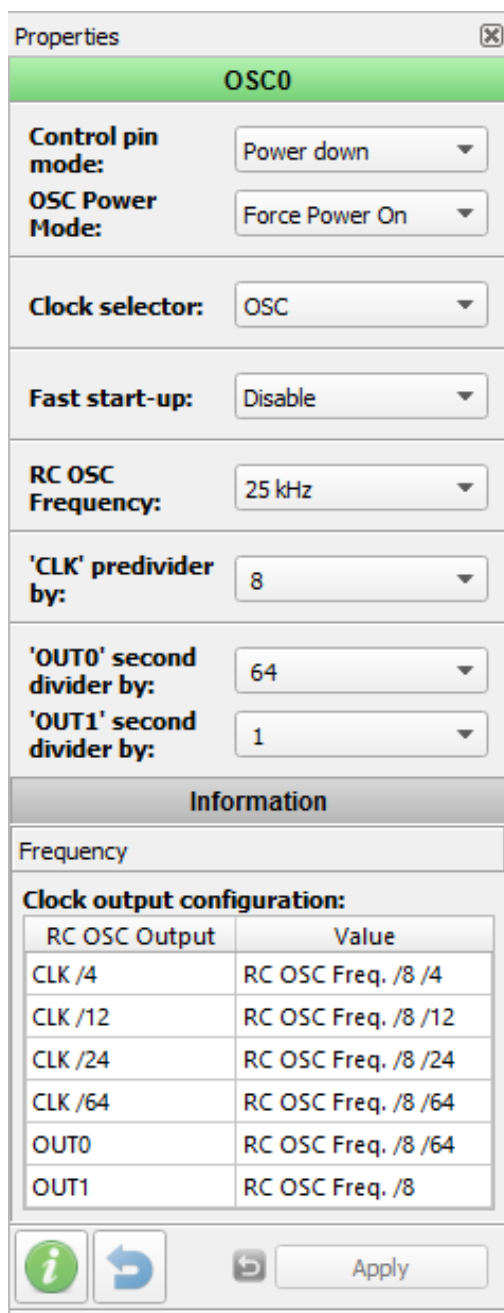 Properties
OSC0
Control pin
mode:
Power down
OSC Power
Mode:
Force Power On
Clock selector:
OSC
Fast start-up:
Disable
RC OSC
Frequency:
25 kHz
'CLK' predivider
by:
8
'OUT0' second
divider by:
64
'OUT1' second
divider by:
1
Information
Frequency
Clock output configuration:
RC OSC Output Value
CLK /4 RC OSC Freq. /8 /4
CLK /12 RC OSC Freq. /8 /12
CLK /24 RC OSC Freq. /8 /24
CLK /64 RC OSC Freq. /8 /64
OUT0 RC OSC Freq. /8 /64
OUT1 RC OSC Freq. /8
Apply